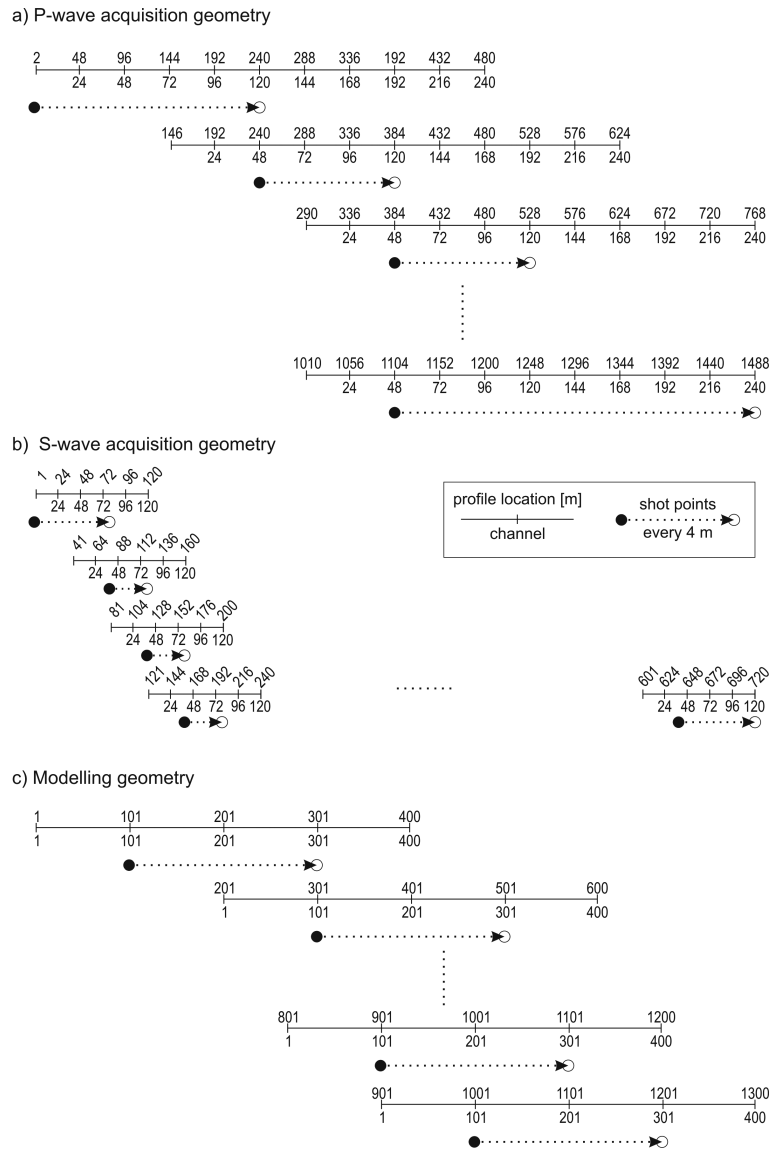 a) P-wave acquisition geometry
2 48 96 144 192 240 288 336 192 432 480
24 48 72 96 120 144 168 192 216 240
146 192 240 288 336 384 432 480 528 576 624
24 48 72 96 120 144 168 192 216 240
290 336 384 432 480 528 576 624 672 720 768
24 48 72 96 120 144 168 192 216 240
1010 1056 1104 1152 1200 1248 1296 1344 1392 1440 1488
24 48 72 96 120 144 168 192 216 240
b) S-wave acquisition geometry
1 24 48 72 96 120
24 48 72 96 120
41 64 88 112 136 160
24 48 72 96 120
81 104 128 152 176 200
24 48 72 96 120
121 144 168 192 216 240
24 48 72 96 120
601 624 648 672 696 720
24 48 72 96 120
profile location [m]
channel
shot points
every 4 m
c) Modelling geometry
1 101 201 301 400
1 101 201 301 400
201 301 401 501 600
1 101 201 301 400
801 901 1001 1101 1200
1 101 201 301 400
901 1001 1101 1201 1300
1 101 201 301 400